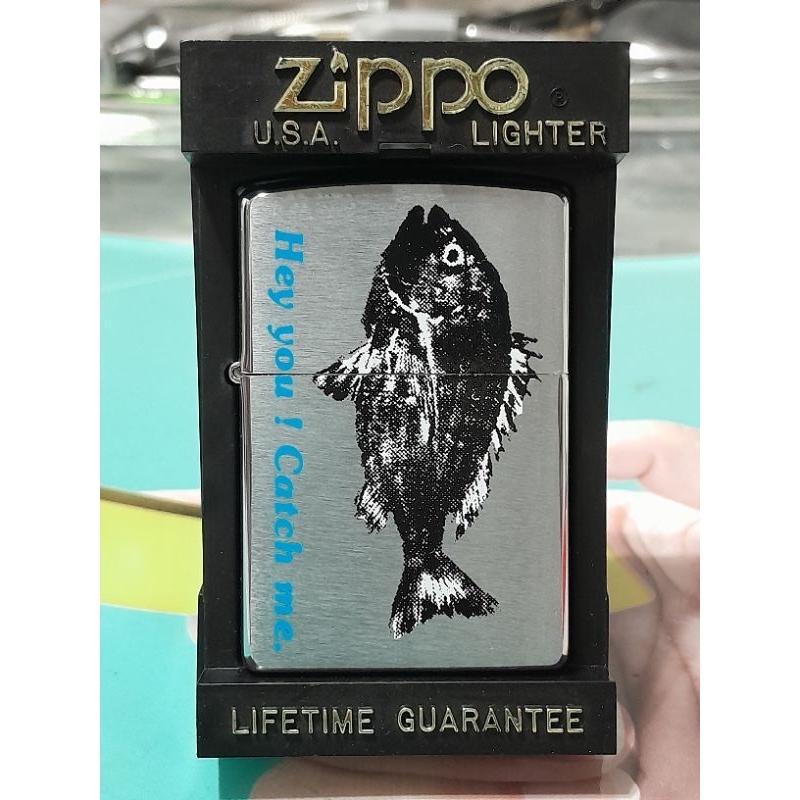 Zippo ®
U.S.A. LIGHTER
Hey you ! Catch me.
LIFETIME GUARANTEE